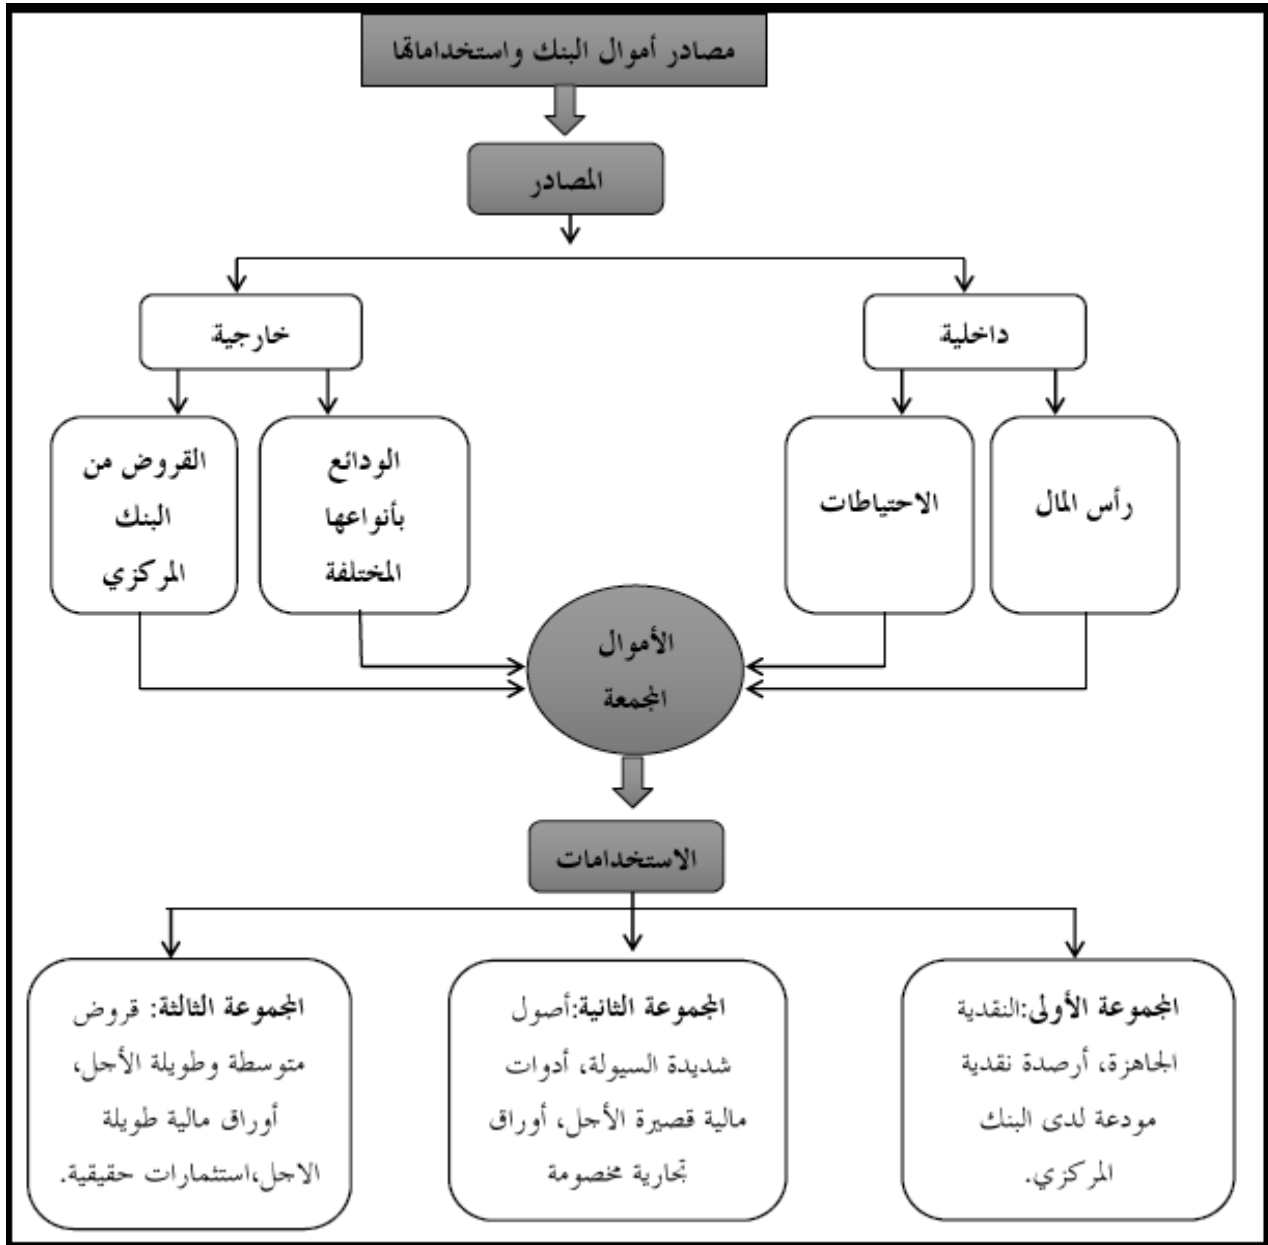 مصادر أموال البنك واستخداماتها
المصادر
داخلية
خارجية
رأس المال
الاحتياطات
الودائع
بأنواعها
المختلفة
القروض من
البنك
المركزي
الأموال
المجمعة
الاستخدامات
المجموعة الأولى:النقدية
الجاهزة، أرصدة نقدية
مودعة لدى البنك
المركزي.
المجموعة الثانية:أصول
شديدة السيولة، أدوات
مالية قصيرة الأجل، أوراق
تجارية مخصومة
المجموعة الثالثة: قروض
متوسطة وطويلة الأجل،
أوراق مالية طويلة
الاجل،استثمارات حقيقية.